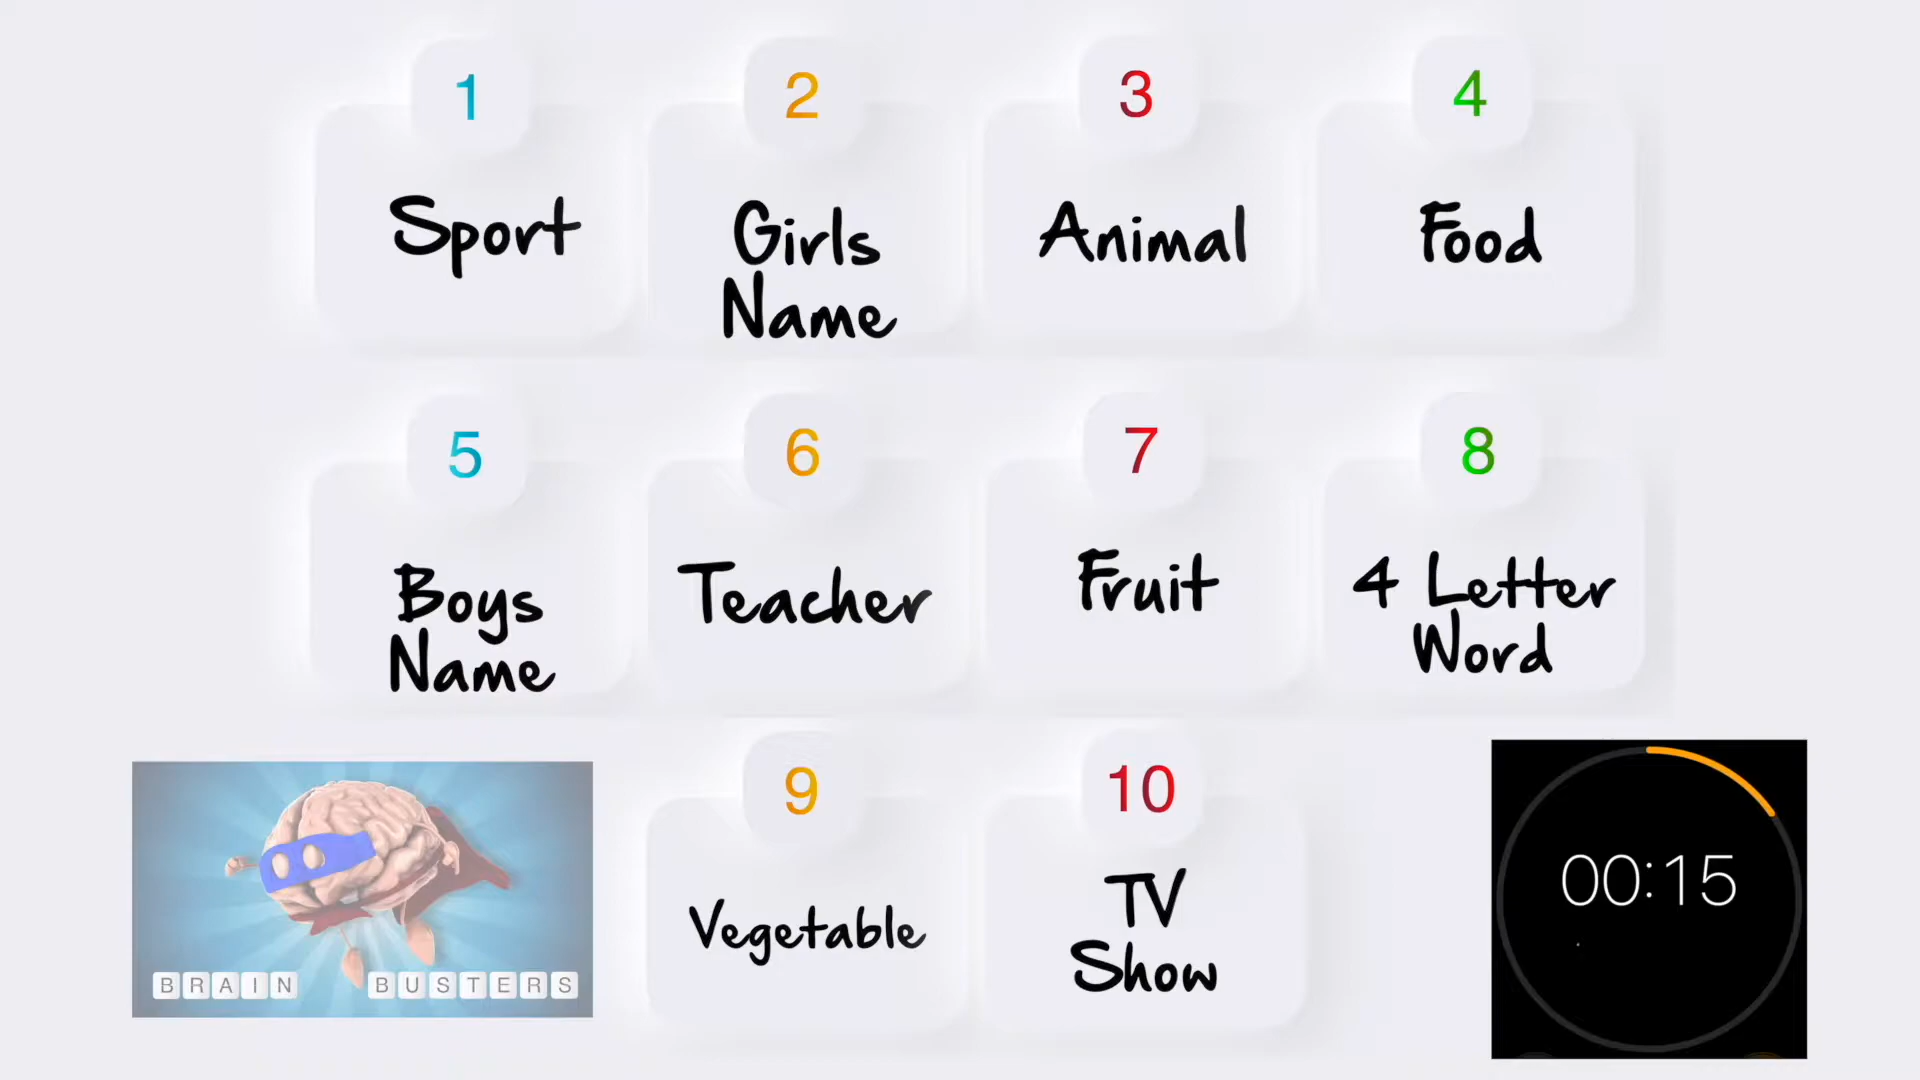 1
Sport
2
Girls
Name
3
Animal
4
Food
5
Boys
Name
6
Teacher
7
Fruit
8
4 Letter
Word
9
Vegetable
10
TV
Show
BRAIN BUSTERS
00:15